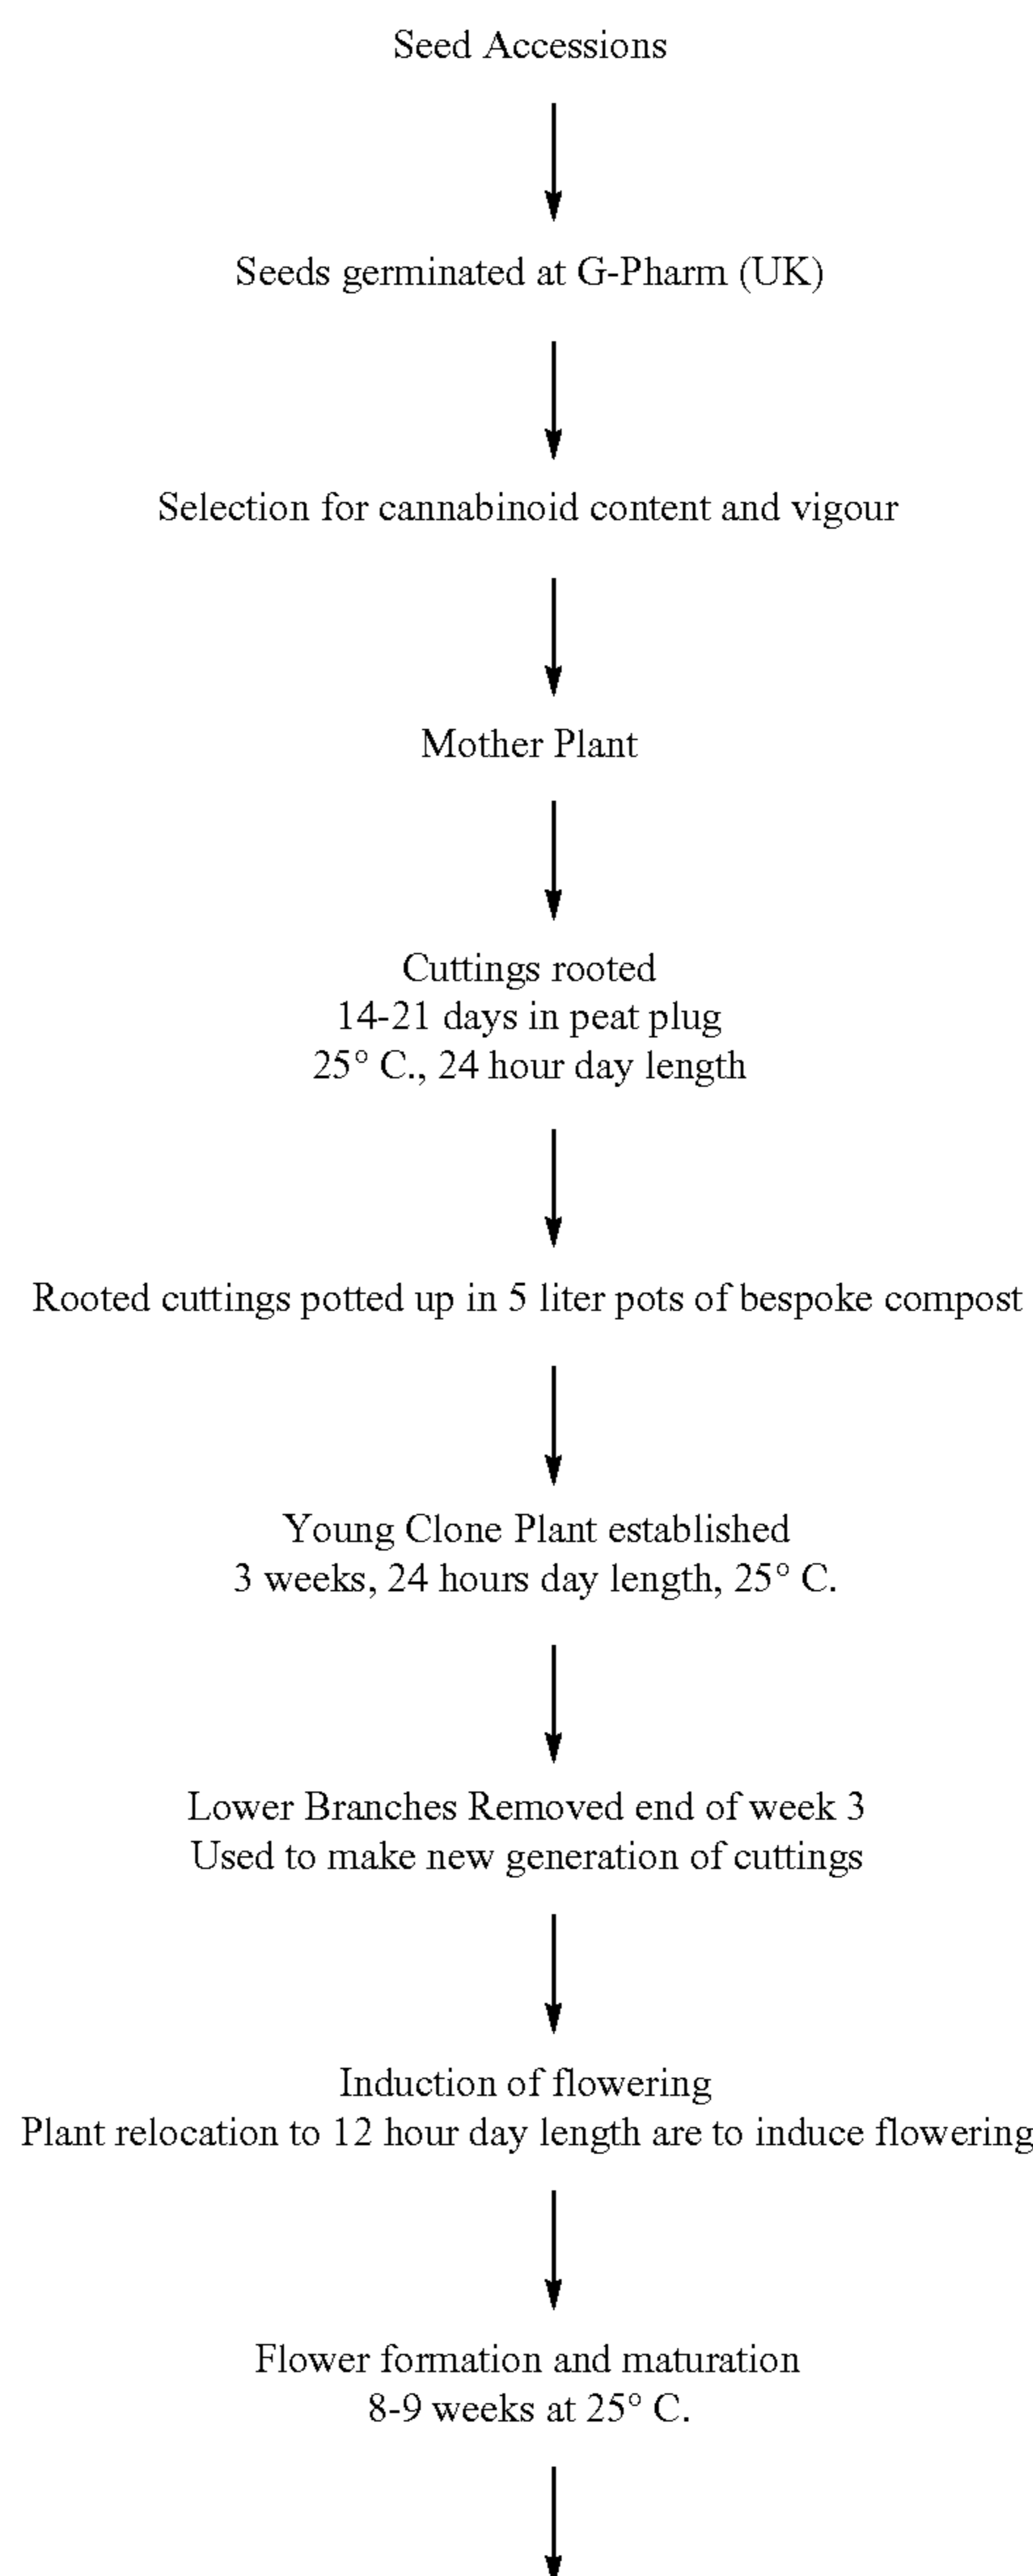 Seed Accessions
Seeds germinated at G-Pharm (UK)
Selection for cannabinoid content and vigour
Mother Plant
Cuttings rooted
14-21 days in peat plug
25° C., 24 hour day length
Rooted cuttings potted up in 5 liter pots of bespoke compost
Young Clone Plant established
3 weeks, 24 hours day length, 25° C.
Lower Branches Removed end of week 3
Used to make new generation of cuttings
Induction of flowering
Plant relocation to 12 hour day length are to induce flowering
Flower formation and maturation
8-9 weeks at 25° C.